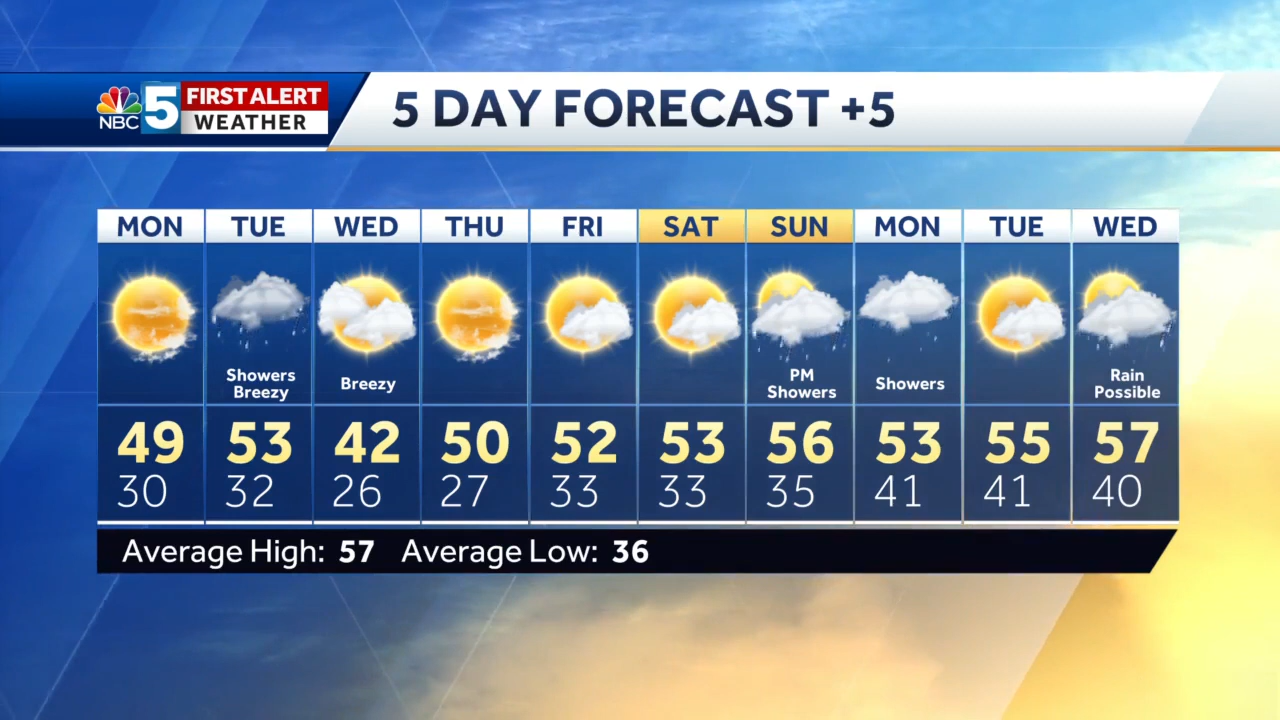 NBC 5 FIRST ALERT
WEATHER
5 DAY FORECAST +5
MON TUE WED THU FRI SAT SUN MON TUE WED
Showers Breezy
Breezy
PM Showers
Showers
Rain Possible
49 53 42 50 52 53 56 53 55 57
30 32 26 27 33 33 35 41 41 40
Average High: 57 Average Low: 36